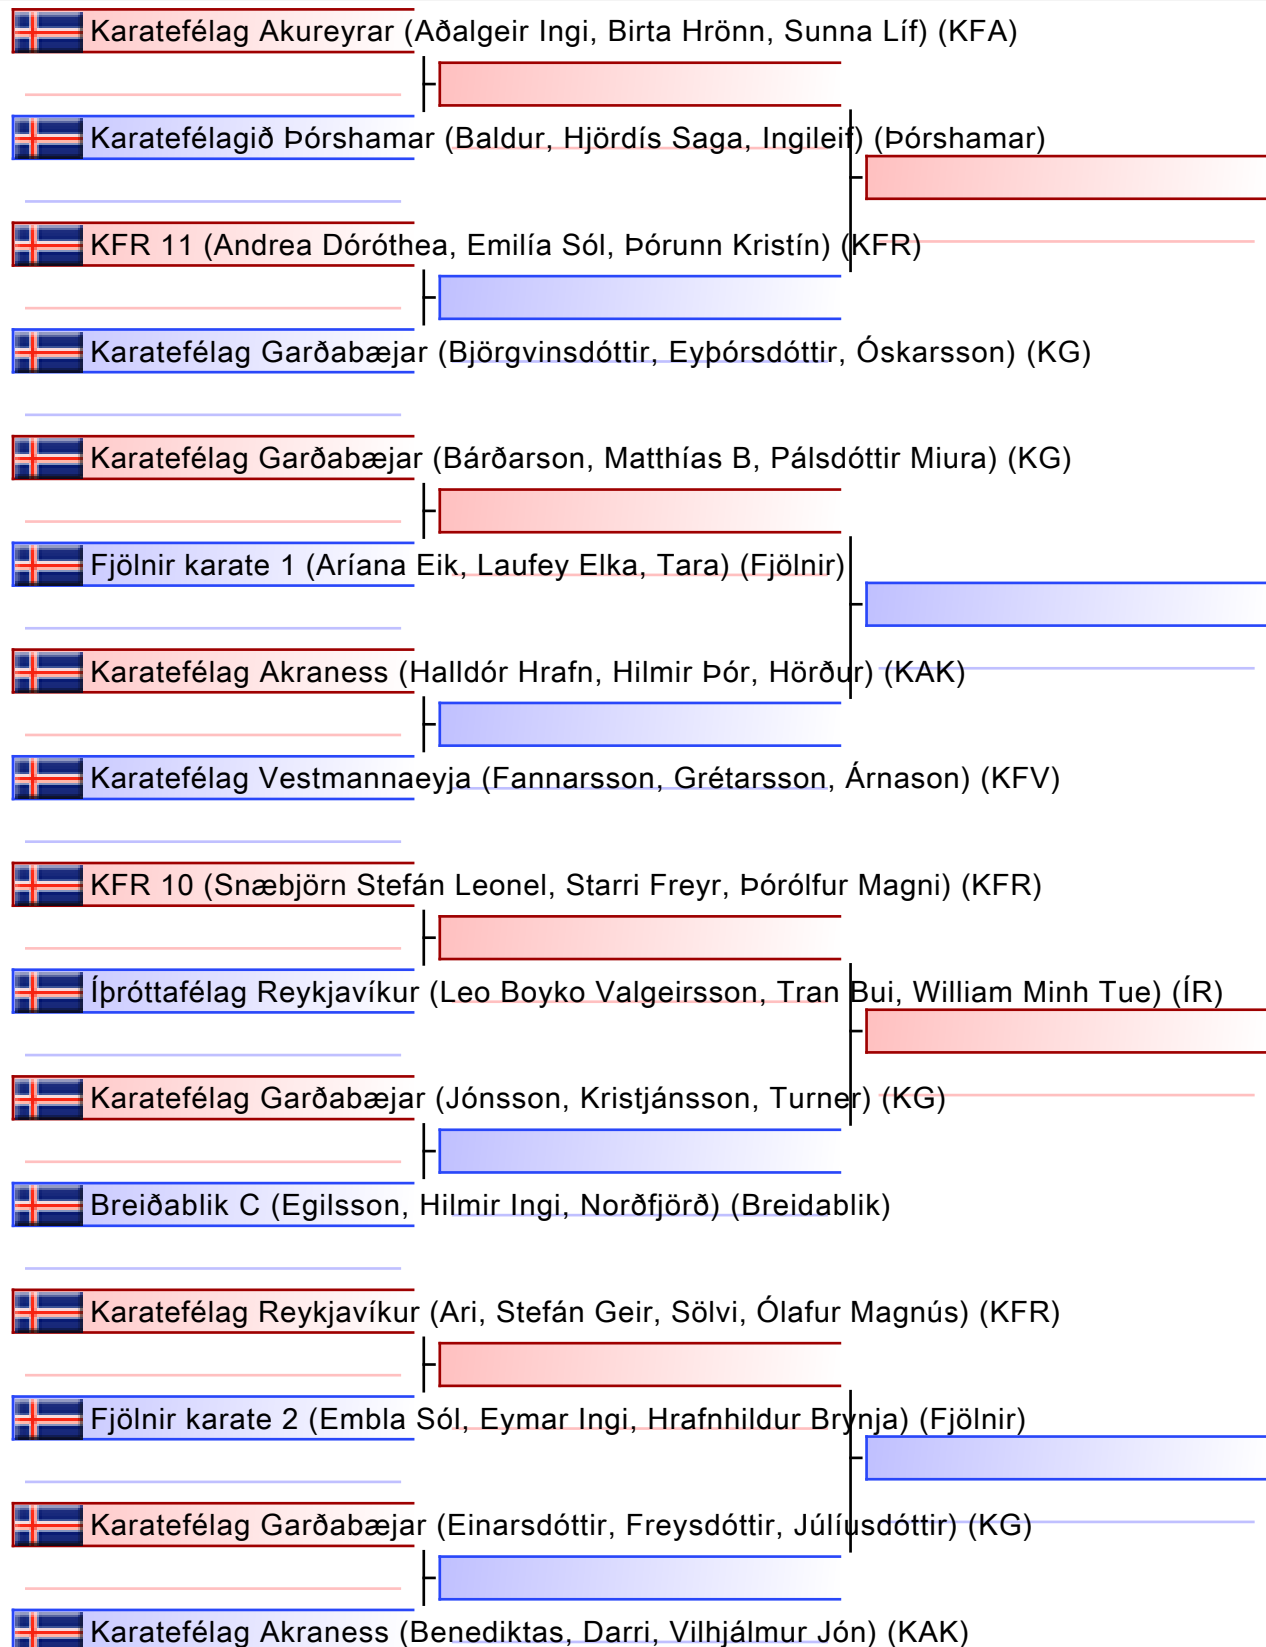 Karatefélag Akureyrar (Aðalgeir Ingi, Birta Hrönn, Sunna Líf) (KFA)
Karatefélagið Þórshamar (Baldur, Hjördís Saga, Ingileif) (Þórshamar)
KFR 11 (Andrea Dóróthea, Emilía Sól, Þórunn Kristín) (KFR)
Karatefélag Garðabæjar (Björgvinsdóttir, Eyþórsdóttir, Óskarsson) (KG)
Karatefélag Garðabæjar (Bárðarson, Matthías B, Pálsdóttir Miura) (KG)
Fjölnir karate 1 (Aríana Eik, Laufey Elka, Tara) (Fjölnir)
Karatefélag Akraness (Halldór Hrafn, Hilmir Þór, Hörður) (KAK)
Karatefélag Vestmannaeyja (Fannarsson, Grétarsson, Árnason) (KFV)
KFR 10 (Snæbjörn Stefán Leonel, Starri Freyr, Þórólfur Magni) (KFR)
Íþróttafélag Reykjavíkur (Leo Boyko Valgeirsson, Tran Bui, William Minh Tue) (ÍR)
Karatefélag Garðabæjar (Jónsson, Kristjánsson, Turner) (KG)
Breiðablik C (Egilsson, Hilmir Ingi, Norðfjörð) (Breidablik)
Karatefélag Reykjavíkur (Ari, Stefán Geir, Sölvi, Ólafur Magnús) (KFR)
Fjölnir karate 2 (Embla Sól, Eymar Ingi, Hrafnhildur Brynja) (Fjölnir)
Karatefélag Garðabæjar (Einarsdóttir, Freysdóttir, Júlíusdóttir) (KG)
Karatefélag Akraness (Benediktas, Darri, Vilhjálmur Jón) (KAK)